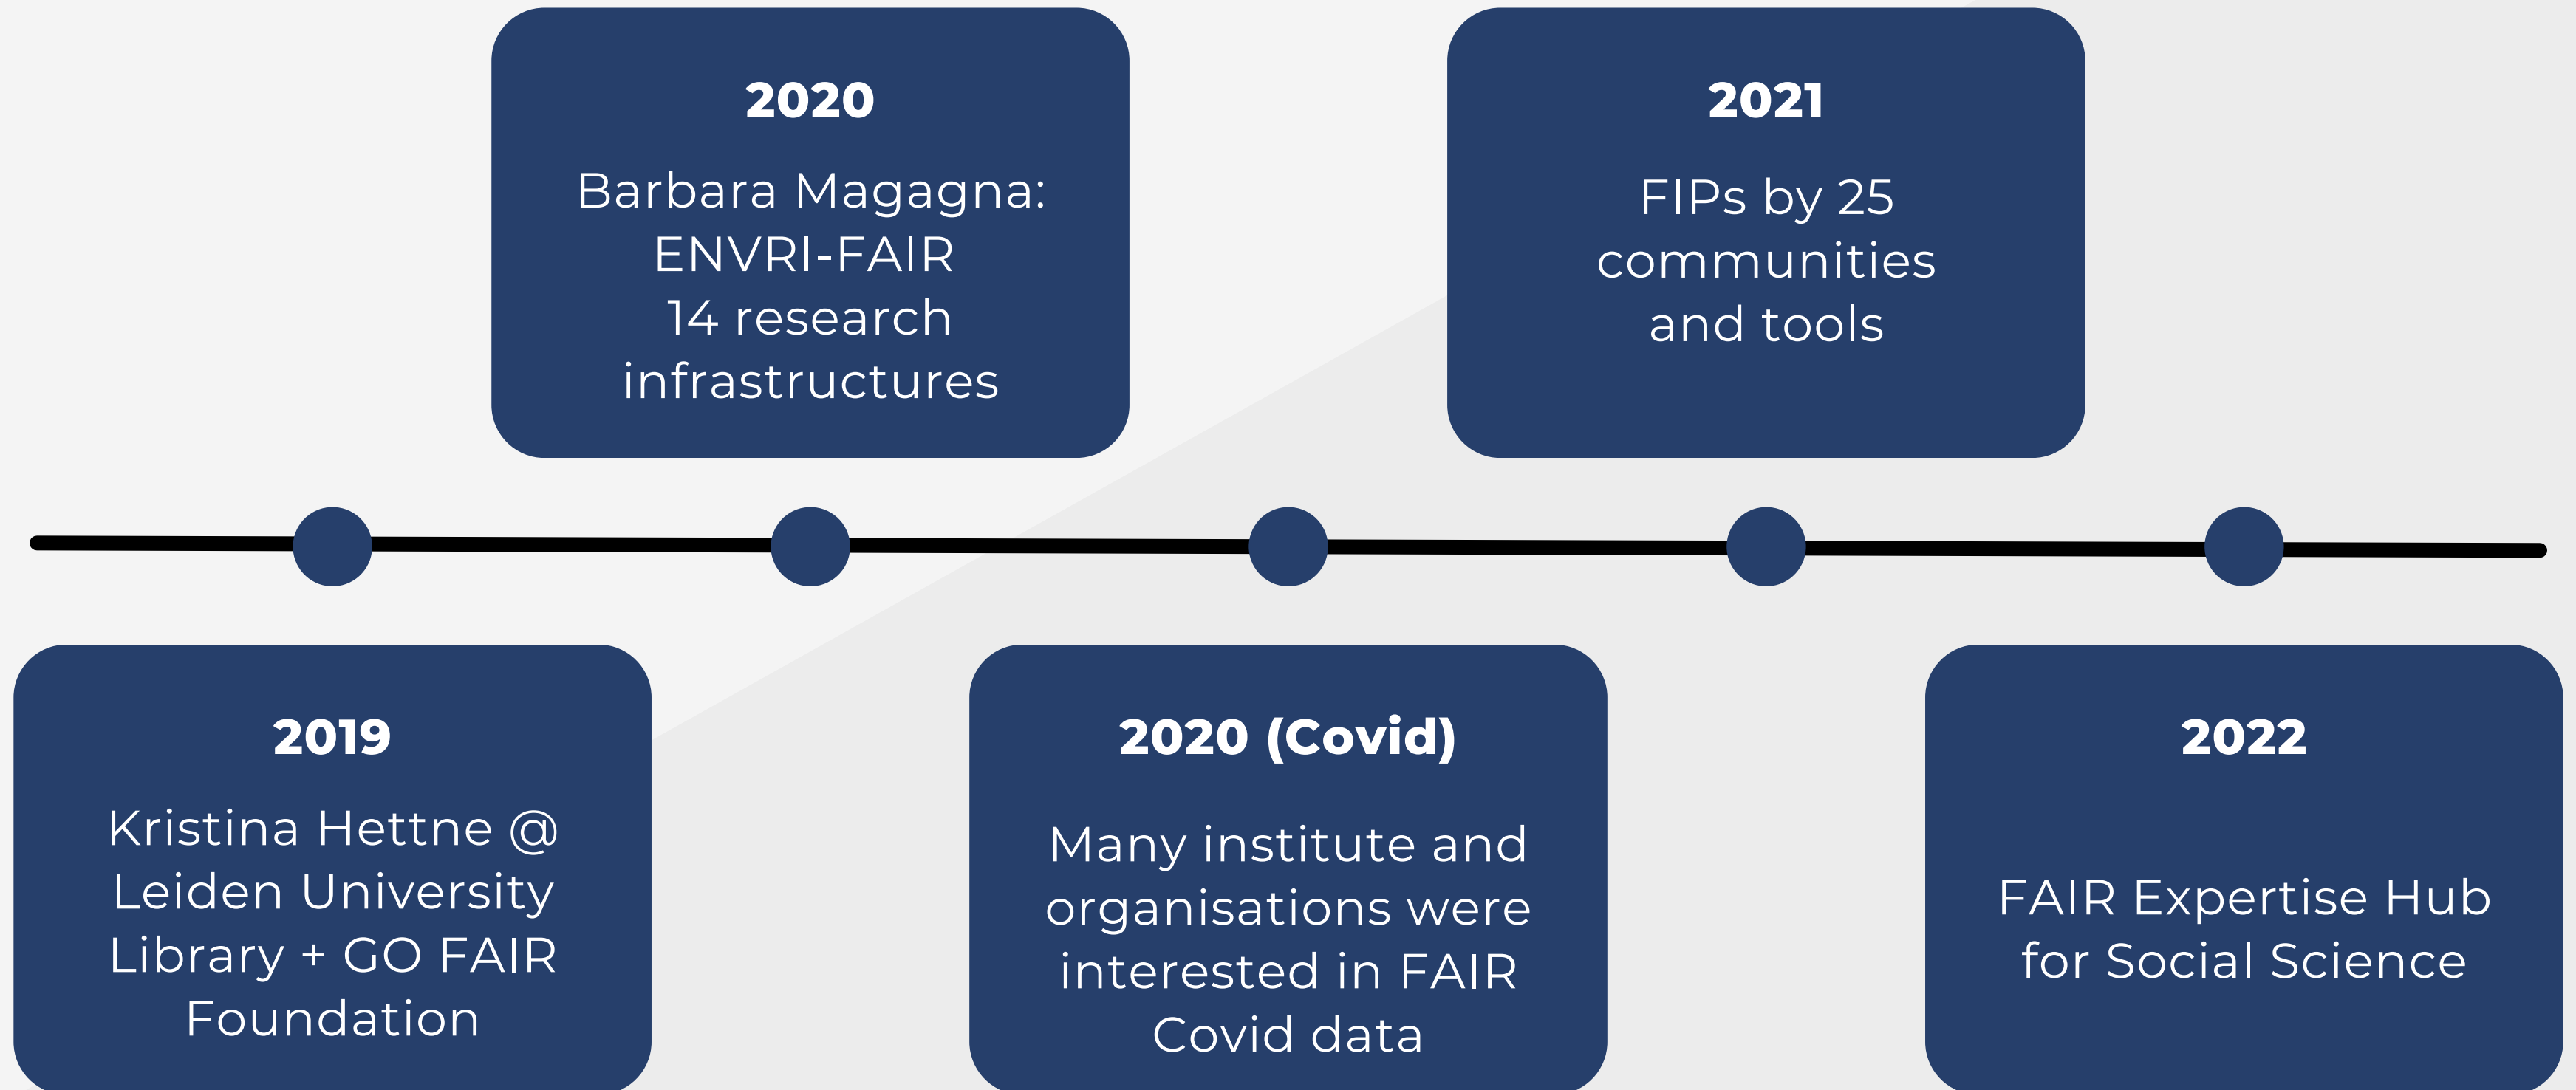 2020
Barbara Magagna:
ENVRI-FAIR
14 research
infrastructures
2021
FIPs by 25
communities
and tools
2019
Kristina Hettne @
Leiden University
Library + GO FAIR
Foundation
2020 (Covid)
Many institute and
organisations were
interested in FAIR
Covid data
2022
FAIR Expertise Hub
for Social Science